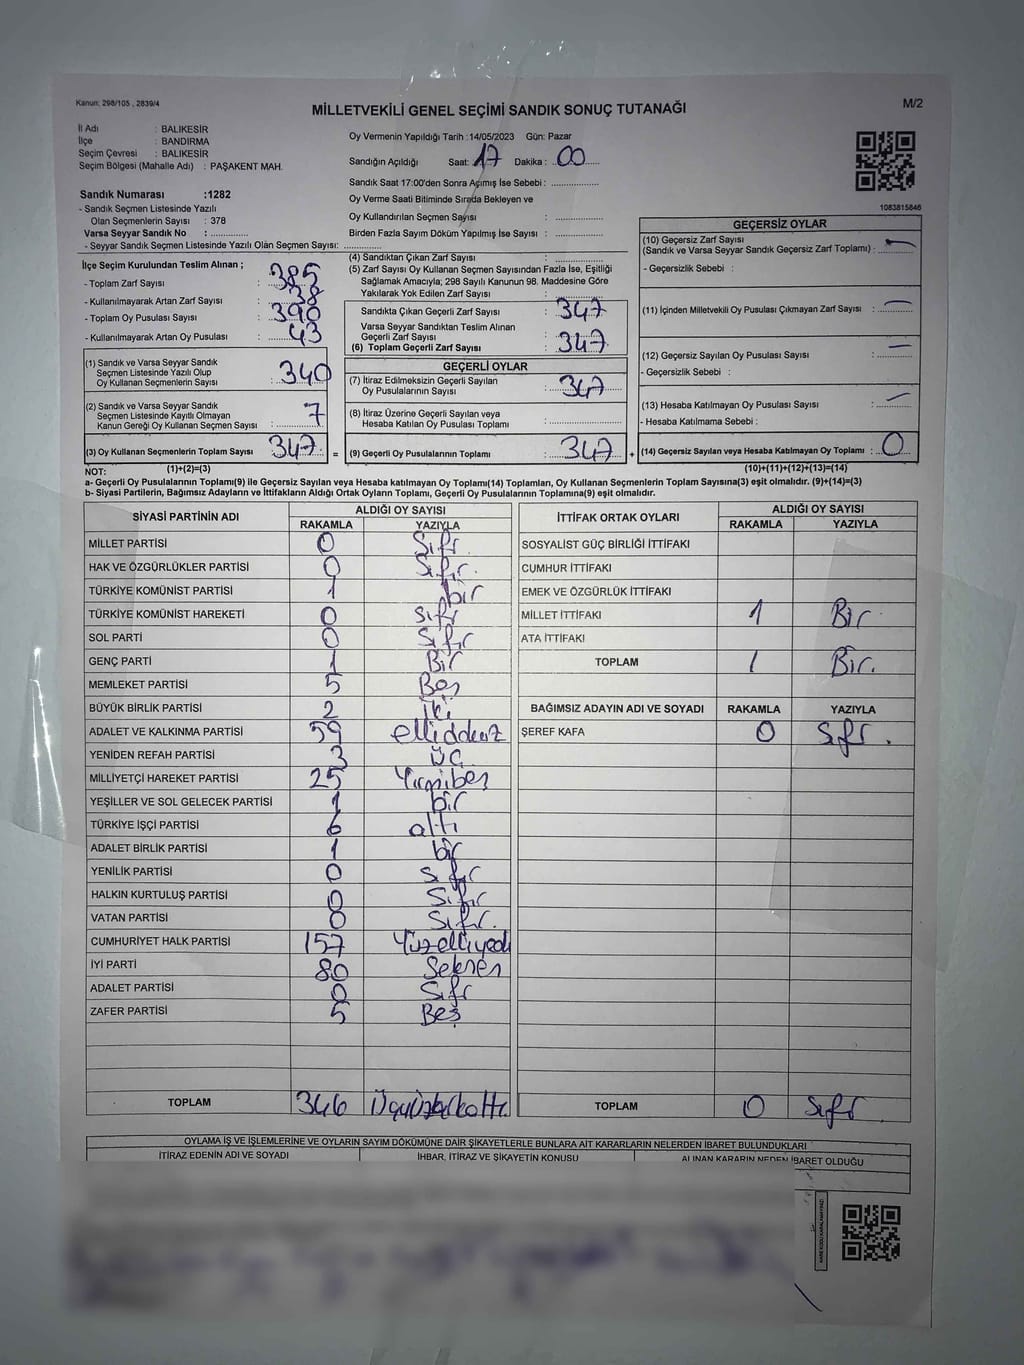 Kanun: 298/105 , 2839/4
MİLLETVEKİLİ GENEL SEÇİMİ SANDIK SONUÇ TUTANAĞI
M/2
İl Adı : BALIKESİR
İlçe : BANDIRMA
Seçim Çevresi : BALIKESİR
Seçim Bölgesi (Mahalle Adı) : PAŞAKENT MAH.
Sandık Numarası :1282
- Sandık Seçmen Listesinde Yazılı
Olan Seçmenlerin Sayısı : 378
Varsa Seyyar Sandık No : ..............
- Seyyar Sandık Seçmen Listesinde Yazılı Olan Seçmen Sayısı: ..............
Oy Vermenin Yapıldığı Tarih :14/05/2023 Gün: Pazar
Sandığın Açıldığı Saat: 17 Dakika : 00
Sandık Saat 17:00'den Sonra Açımış İse Sebebi : ..............
Oy Verme Saati Bitiminde Sırada Bekleyen ve
Oy Kullandırılan Seçmen Sayısı : ..............
Birden Fazla Sayım Döküm Yapılmış İse Sayısı : ..............
1083815846
İlçe Seçim Kurulundan Teslim Alınan ;
- Toplam Zarf Sayısı : 385
- Kullanılmayarak Artan Zarf Sayısı : 38
- Toplam Oy Pusulası Sayısı : 390
- Kullanılmayarak Artan Oy Pusulası : 43
(1) Sandık ve Varsa Seyyar Sandık
Seçmen Listesinde Yazılı Olup
Oy Kullanan Seçmenlerin Sayısı : 340
(2) Sandık ve Varsa Seyyar Sandık
Seçmen Listesinde Kayıtlı Olmayan
Kanun Gereği Oy Kullanan Seçmen Sayısı : 7
(3) Oy Kullanan Seçmenlerin Toplam Sayısı : 347 =
(4) Sandıktan Çıkan Zarf Sayısı : ..............
(5) Zarf Sayısı Oy Kullanan Seçmen Sayısından Fazla İse, Eşitliği
Sağlamak Amacıyla; 298 Sayılı Kanunun 98. Maddesine Göre
Yakılarak Yok Edilen Zarf Sayısı : ..............
Sandıkta Çıkan Geçerli Zarf Sayısı : 347
Varsa Seyyar Sandıktan Teslim Alınan
Geçerli Zarf Sayısı :
(6) Toplam Geçerli Zarf Sayısı : 347
GEÇERLİ OYLAR
(7) İtiraz Edilmeksizin Geçerli Sayılan
Oy Pusulalarının Sayısı : 347
(8) İtiraz Üzerine Geçerli Sayılan veya
Hesaba Katılan Oy Pusulası Toplamı : ..............
(9) Geçerli Oy Pusulalarının Toplamı : 347 +
GEÇERSİZ OYLAR
(10) Geçersiz Zarf Sayısı
(Sandık ve Varsa Seyyar Sandık Geçersiz Zarf Toplamı) : —
- Geçersizlik Sebebi :
(11) İçinden Milletvekili Oy Pusulası Çıkmayan Zarf Sayısı : —
(12) Geçersiz Sayılan Oy Pusulası Sayısı : —
- Geçersizlik Sebebi :
(13) Hesaba Katılmayan Oy Pusulası Sayısı : —
- Hesaba Katılmama Sebebi :
(14) Geçersiz Sayılan veya Hesaba Katılmayan Oy Toplamı : 0
NOT: (1)+(2)=(3) (10)+(11)+(12)+(13)=(14)
a- Geçerli Oy Pusulalarının Toplamı(9) ile Geçersiz Sayılan veya Hesaba katılmayan Oy Toplamı(14) Toplamları, Oy Kullanan Seçmenlerin Toplam Sayısına(3) eşit olmalıdır. (9)+(14)=(3)
b- Siyasi Partilerin, Bağımsız Adayların ve İttifakların Aldığı Ortak Oyların Toplamı, Geçerli Oy Pusulalarının Toplamına(9) eşit olmalıdır.
SİYASİ PARTİNİN ADI ALDIĞI OY SAYISI
RAKAMLA YAZIYLA
MİLLET PARTİSİ 0 Sıfır
HAK VE ÖZGÜRLÜKLER PARTİSİ 0 Sıfır.
TÜRKİYE KOMÜNİST PARTİSİ 1 bir
TÜRKİYE KOMÜNİST HAREKETİ 0 sıfır
SOL PARTİ 0 Sıfır
GENÇ PARTİ 1 Bir
MEMLEKET PARTİSİ 5 Beş
BÜYÜK BİRLİK PARTİSİ 2 İki
ADALET VE KALKINMA PARTİSİ 59 ellidokuz
YENİDEN REFAH PARTİSİ 3 üç
MİLLİYETÇİ HAREKET PARTİSİ 25 Yirmibeş
YEŞİLLER VE SOL GELECEK PARTİSİ 1 bir
TÜRKİYE İŞÇİ PARTİSİ 6 altı
ADALET BİRLİK PARTİSİ 1 bir
YENİLİK PARTİSİ 0 sıfır
HALKIN KURTULUŞ PARTİSİ 0 Sıfır
VATAN PARTİSİ 0 Sıfır.
CUMHURİYET HALK PARTİSİ 157 Yüzelliyedi
İYİ PARTİ 80 Seksen
ADALET PARTİSİ 0 Sıfır
ZAFER PARTİSİ 5 Beş
TOPLAM 346 Üçyüzkırkaltı
İTTİFAK ORTAK OYLARI ALDIĞI OY SAYISI
RAKAMLA YAZIYLA
SOSYALİST GÜÇ BİRLİĞİ İTTİFAKI
CUMHUR İTTİFAKI
EMEK VE ÖZGÜRLÜK İTTİFAKI
MİLLET İTTİFAKI 1 Bir
ATA İTTİFAKI
TOPLAM 1 Bir.
BAĞIMSIZ ADAYIN ADI VE SOYADI RAKAMLA YAZIYLA
ŞEREF KAFA 0 Sıfır.
TOPLAM 0 Sıfır
OYLAMA İŞ VE İŞLEMLERİNE VE OYLARIN SAYIM DÖKÜMÜNE DAİR ŞİKAYETLERLE BUNLARA AİT KARARLARIN NELERDEN İBARET BULUNDUKLARI
İTİRAZ EDENİN ADI VE SOYADI İHBAR, İTİRAZ VE ŞİKAYETİN KONUSU ALINAN KARARIN NEDEN İBARET OLDUĞU